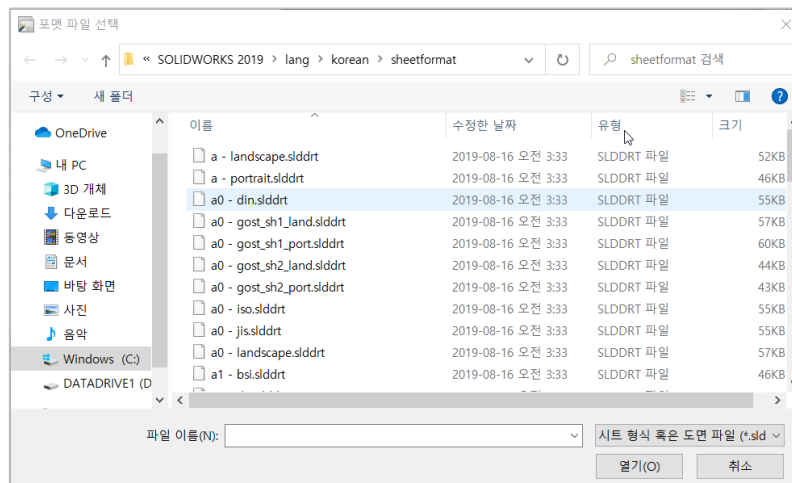 포맷 파일 선택
« SOLIDWORKS 2019 > lang > korean > sheetformat
sheetformat 검색
구성 새 폴더
이름 수정한 날짜 유형 크기
OneDrive
내 PC
3D 개체
다운로드
동영상
문서
바탕 화면
사진
음악
Windows (C:)
DATADRIVE1 (D
a - landscape.slddrt 2019-08-16 오전 3:33 SLDDRT 파일 52KB
a - portrait.slddrt 2019-08-16 오전 3:33 SLDDRT 파일 46KB
a0 - din.slddrt 2019-08-16 오전 3:33 SLDDRT 파일 55KB
a0 - gost_sh1_land.slddrt 2019-08-16 오전 3:33 SLDDRT 파일 57KB
a0 - gost_sh1_port.slddrt 2019-08-16 오전 3:33 SLDDRT 파일 60KB
a0 - gost_sh2_land.slddrt 2019-08-16 오전 3:33 SLDDRT 파일 44KB
a0 - gost_sh2_port.slddrt 2019-08-16 오전 3:33 SLDDRT 파일 43KB
a0 - iso.slddrt 2019-08-16 오전 3:33 SLDDRT 파일 55KB
a0 - jis.slddrt 2019-08-16 오전 3:33 SLDDRT 파일 55KB
a0 - landscape.slddrt 2019-08-16 오전 3:33 SLDDRT 파일 57KB
a1 - bsi.slddrt 2019-08-16 오전 3:33 SLDDRT 파일 46KB
파일 이름(N):
시트 형식 혹은 도면 파일 (*.sld
열기(O) 취소